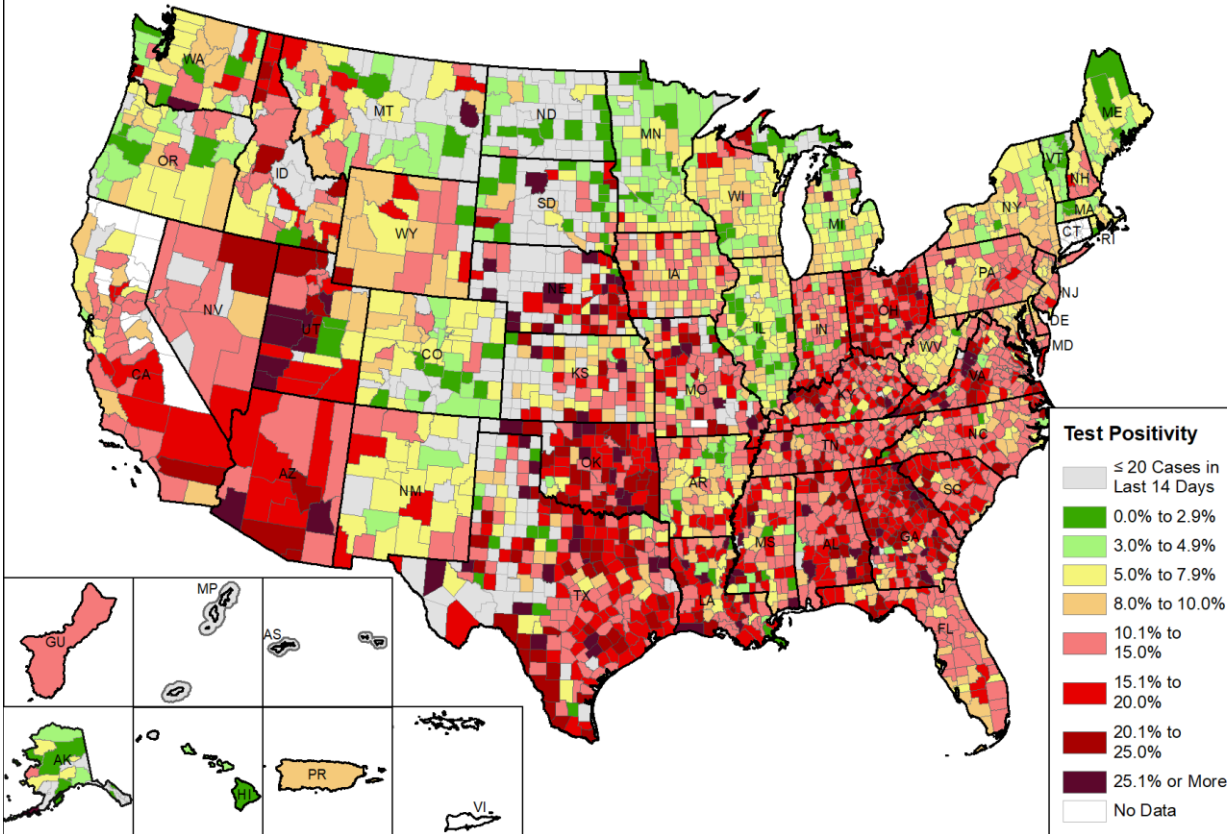 WA
MT
ND
MN
ME
OR
ID
SD
WI
VT
NH
NY
MA
CT
RI
WY
MI
IA
PA
NJ
NE
NV
UT
CO
IL
IN
OH
DE
MD
WV
VA
CA
KS
MO
KY
NC
TN
AZ
NM
OK
AR
SC
MS
AL
GA
TX
LA
FL
GU
MP
AS
AK
HI
PR
VI
Test Positivity
≤ 20 Cases in
Last 14 Days
0.0% to 2.9%
3.0% to 4.9%
5.0% to 7.9%
8.0% to 10.0%
10.1% to
15.0%
15.1% to
20.0%
20.1% to
25.0%
25.1% or More
No Data